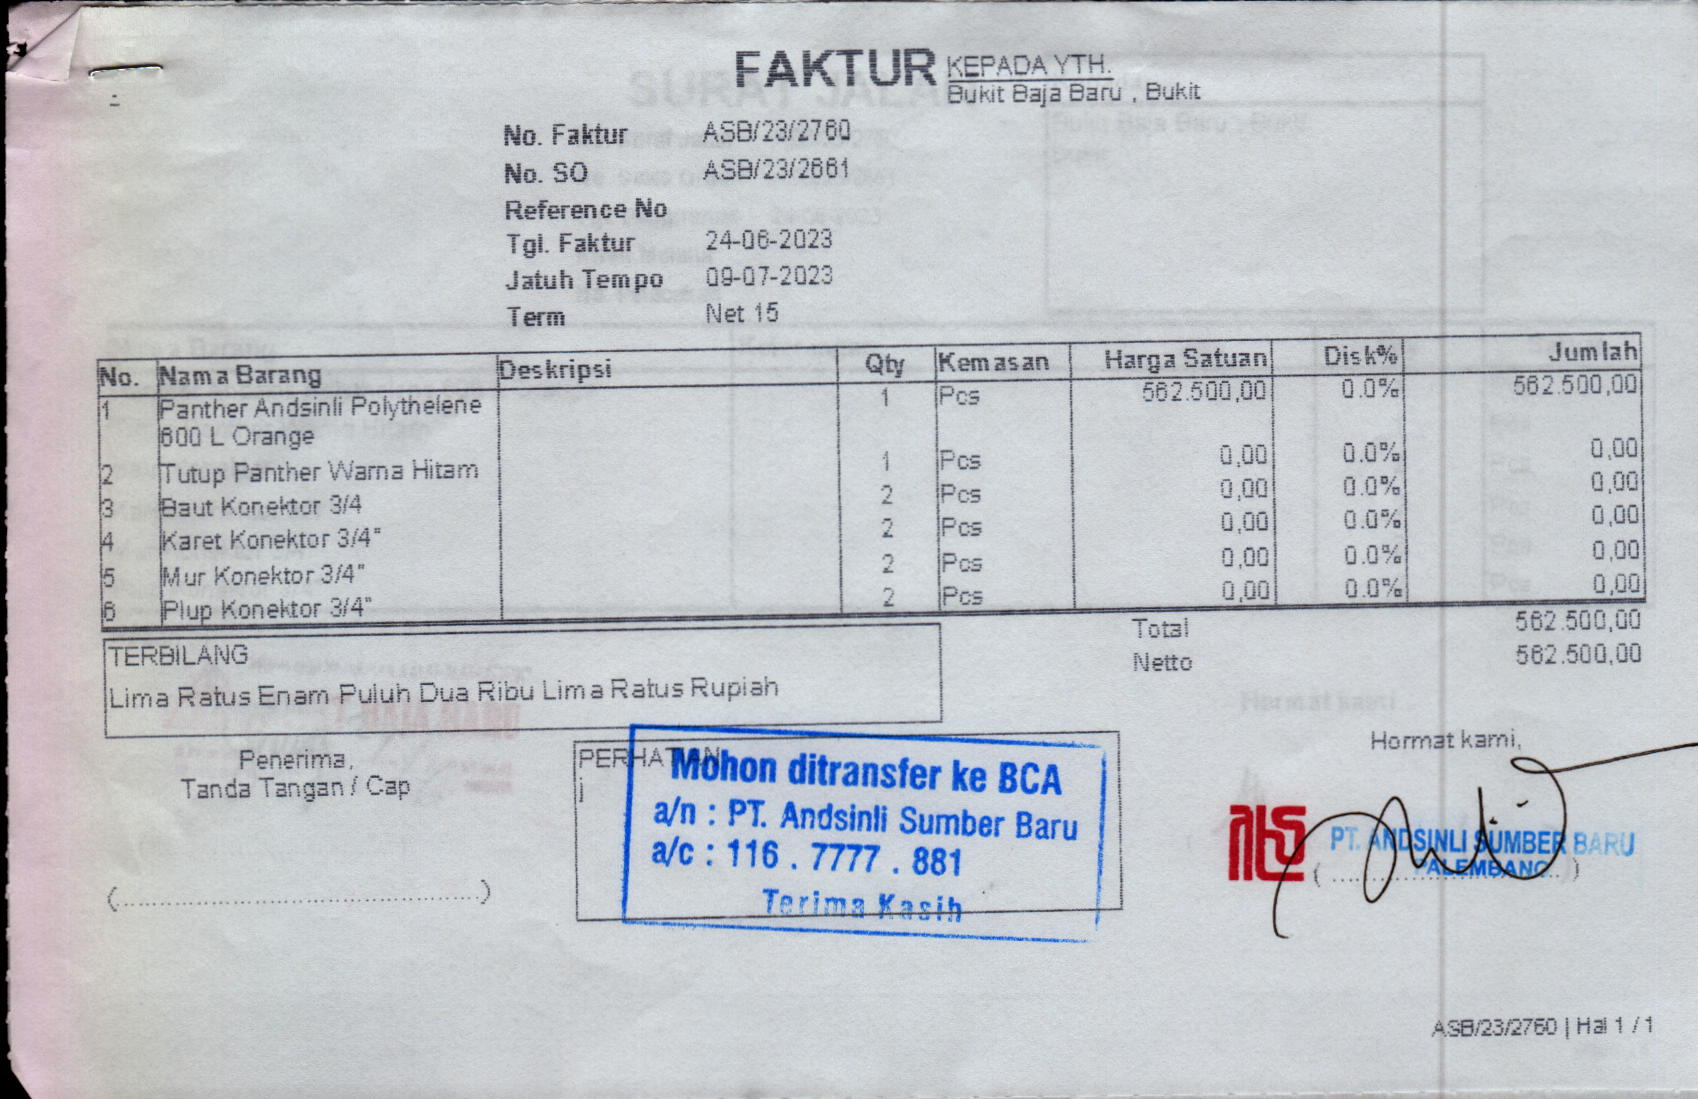 FAKTUR
KEPADA YTH.
Bukit Baja Baru , Bukit
No. Faktur ASB/23/2760
No. SO ASB/23/2661
Reference No
Tgl. Faktur 24-06-2023
Jatuh Tempo 09-07-2023
Term Net 15
No. Nama Barang Deskripsi Qty Kemasan Harga Satuan Disk% Jumlah
1 Panther Andsinli Polythelene 1 Pcs 562.500,00 0.0% 562.500,00
600 L Orange
2 Tutup Panther Warna Hitam 1 Pcs 0,00 0.0% 0,00
3 Baut Konektor 3/4 2 Pcs 0,00 0.0% 0,00
4 Karet Konektor 3/4" 2 Pcs 0,00 0.0% 0,00
5 Mur Konektor 3/4" 2 Pcs 0,00 0.0% 0,00
6 Plup Konektor 3/4" 2 Pcs 0,00 0.0% 0,00
Total 562.500,00
Netto 562.500,00
TERBILANG
Lima Ratus Enam Puluh Dua Ribu Lima Ratus Rupiah
Penerima,
Tanda Tangan / Cap
(........................................)
PERHATIAN
Mohon ditransfer ke BCA
a/n : PT. Andsinli Sumber Baru
a/c : 116 . 7777 . 881
Terima Kasih
Hormat kami,
PT. ANDSINLI SUMBER BARU
PALEMBANG
ASB/23/2760 | Hal 1 / 1